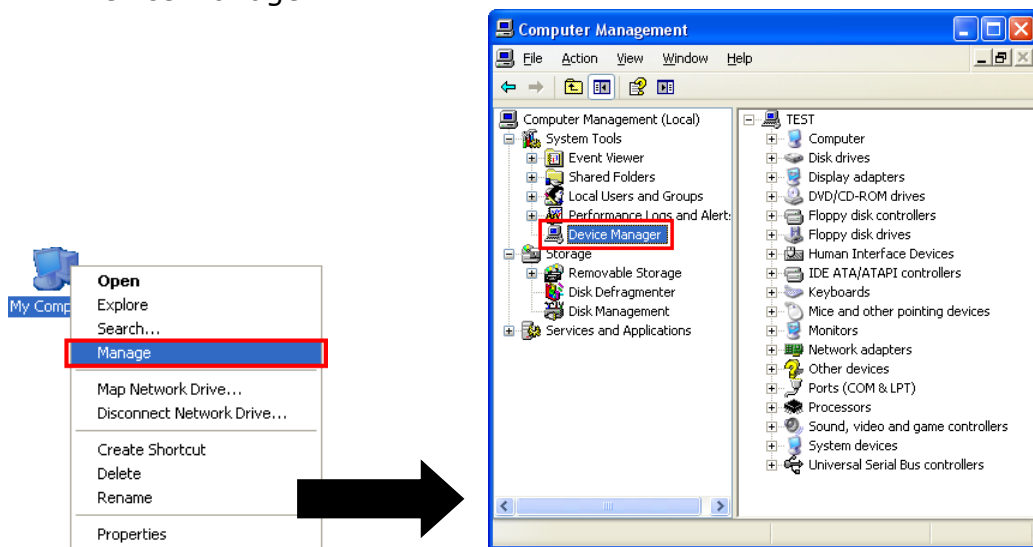 My Comp
Open
Explore
Search...
Manage
Map Network Drive...
Disconnect Network Drive...
Create Shortcut
Delete
Rename
Properties
Computer Management
File Action View Window Help
Computer Management (Local)
System Tools
Event Viewer
Shared Folders
Local Users and Groups
Performance Logs and Alert
Device Manager
Storage
Removable Storage
Disk Defragmenter
Disk Management
Services and Applications
TEST
Computer
Disk drives
Display adapters
DVD/CD-ROM drives
Floppy disk controllers
Floppy disk drives
Human Interface Devices
IDE ATA/ATAPI controllers
Keyboards
Mice and other pointing devices
Monitors
Network adapters
Other devices
Ports (COM & LPT)
Processors
Sound, video and game controllers
System devices
Universal Serial Bus controllers